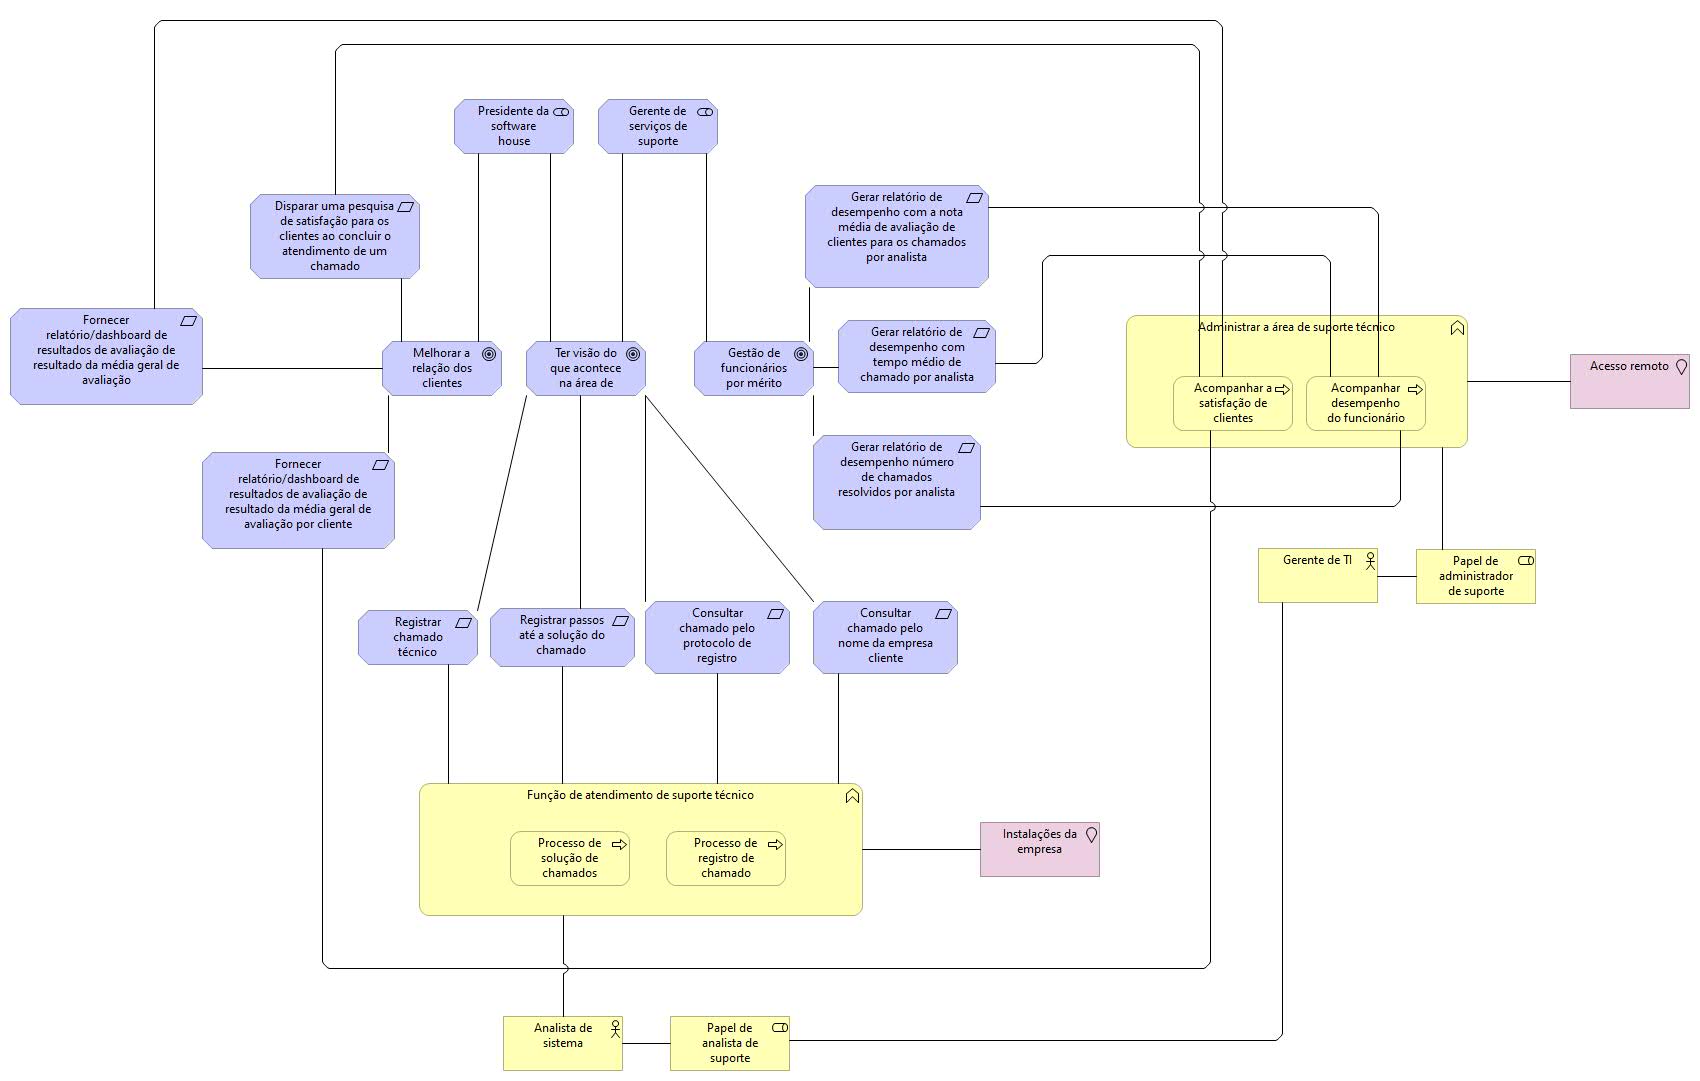 Presidente da
software
house
Gerente de
serviços de
suporte
Disparar uma pesquisa
de satisfação para os
clientes ao concluir o
atendimento de um
chamado
Gerar relatório de
desempenho com a nota
média de avaliação de
clientes para os chamados
por analista
Fornecer
relatório/dashboard de
resultados de avaliação de
resultado da média geral de
avaliação
Melhorar a
relação dos
clientes
Ter visão do
que acontece
na área de
Gestão de
funcionários
por mérito
Gerar relatório de
desempenho com
tempo médio de
chamado por analista
Administrar a área de suporte técnico
Acompanhar a
satisfação de
clientes
Acompanhar
desempenho
do funcionário
Acesso remoto
Fornecer
relatório/dashboard de
resultados de avaliação de
resultado da média geral de
avaliação por cliente
Gerar relatório de
desempenho número
de chamados
resolvidos por analista
Gerente de TI
Papel de
administrador
de suporte
Registrar
chamado
técnico
Registrar passos
até a solução do
chamado
Consultar
chamado pelo
protocolo de
registro
Consultar
chamado pelo
nome da empresa
cliente
Função de atendimento de suporte técnico
Processo de
solução de
chamados
Processo de
registro de
chamado
Instalações da
empresa
Analista de
sistema
Papel de
analista de
suporte